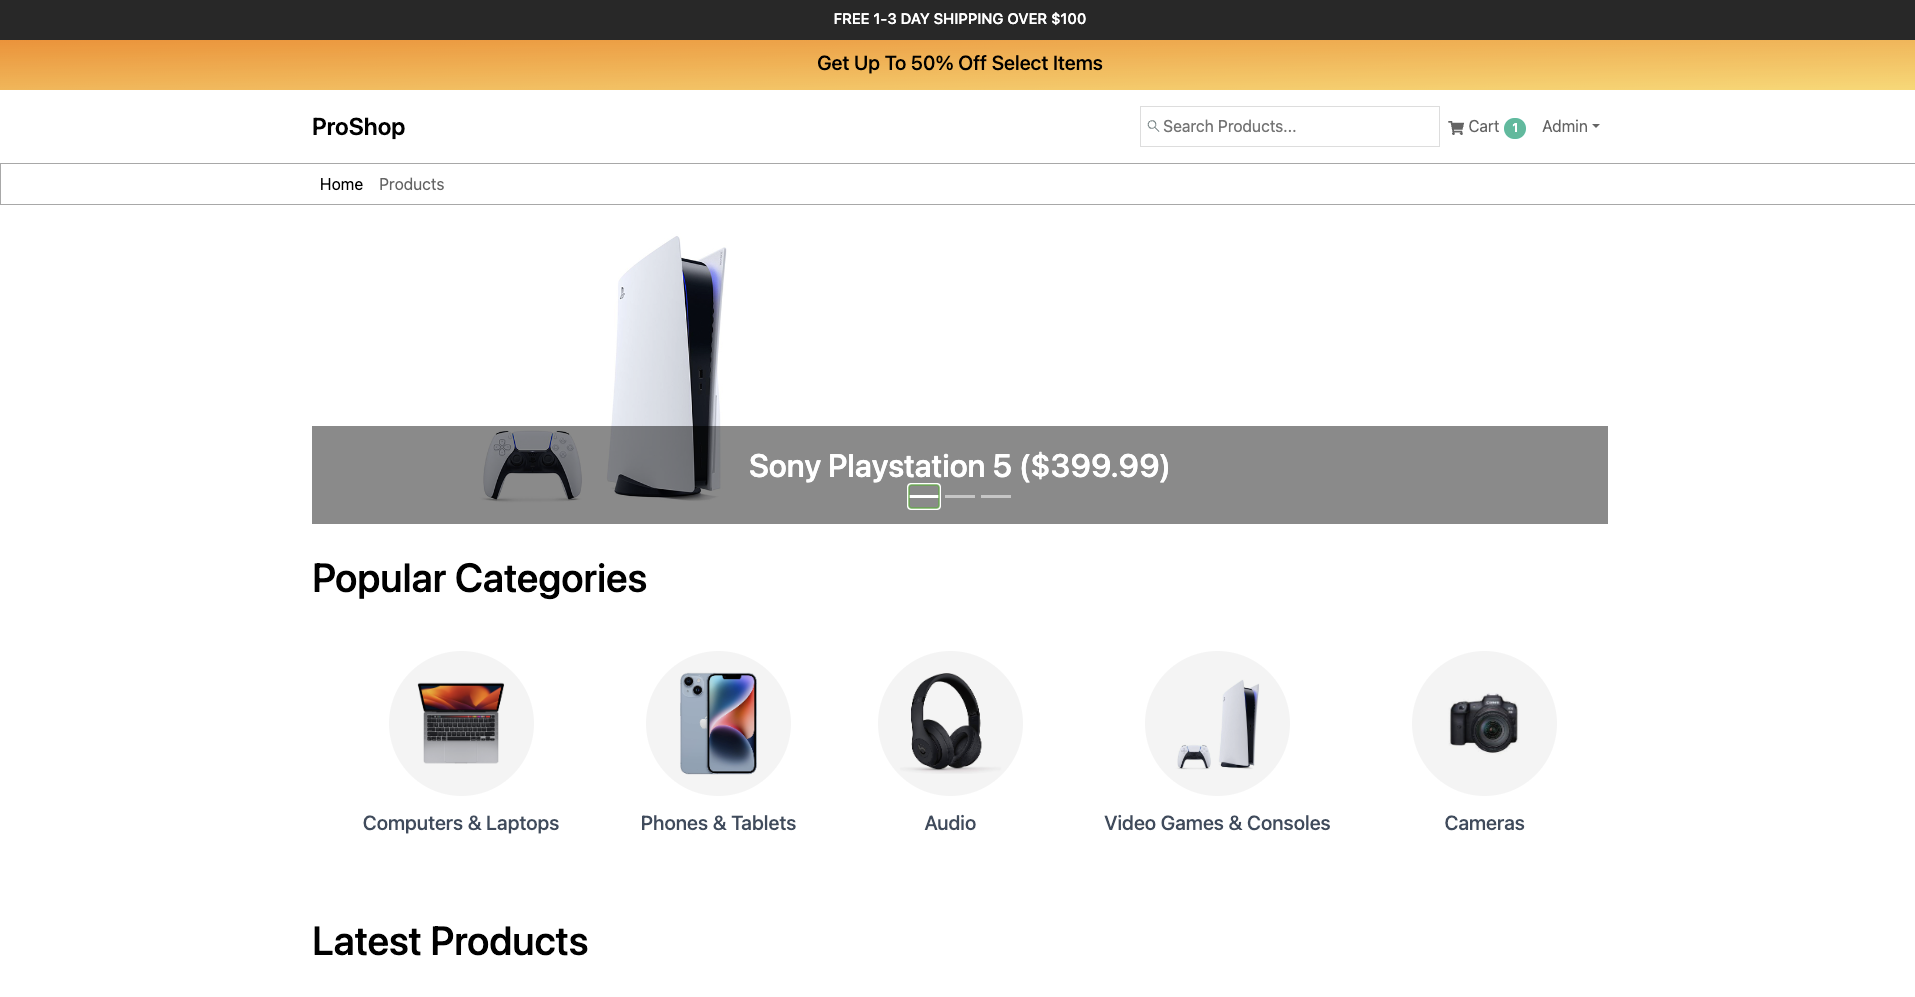 FREE 1-3 DAY SHIPPING OVER $100
Get Up To 50% Off Select Items
ProShop
Search Products...
Cart 1
Admin
Home
Products
Sony Playstation 5 ($399.99)
Popular Categories
Computers & Laptops
Phones & Tablets
Audio
Video Games & Consoles
Cameras
Latest Products